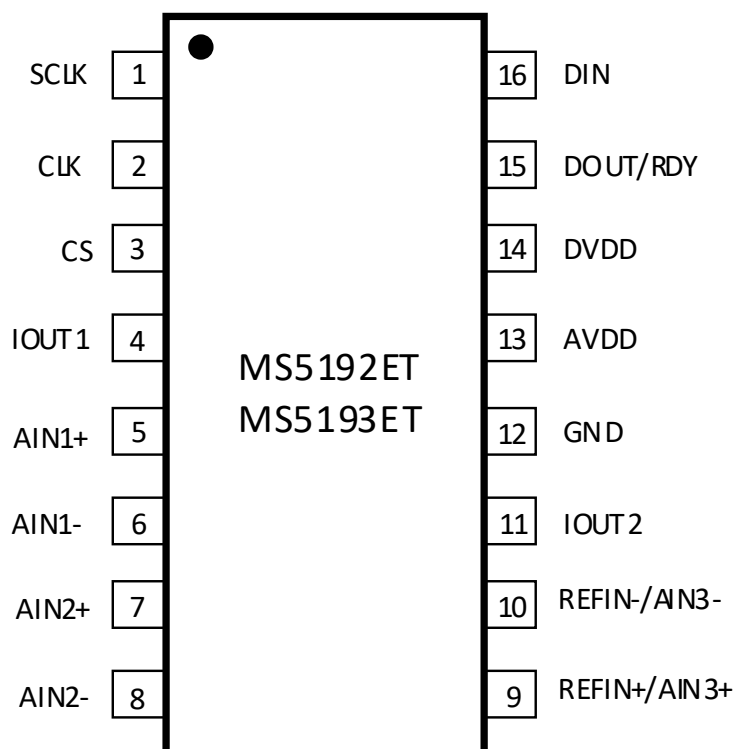 SCLK 1 16 DIN
CLK 2 15 DOUT/RDY
CS 3 14 DVDD
IOUT1 4 13 AVDD
MS5192ET
MS5193ET
AIN1+ 5 12 GND
AIN1- 6 11 IOUT2
AIN2+ 7 10 REFIN-/AIN3-
AIN2- 8 9 REFIN+/AIN3+